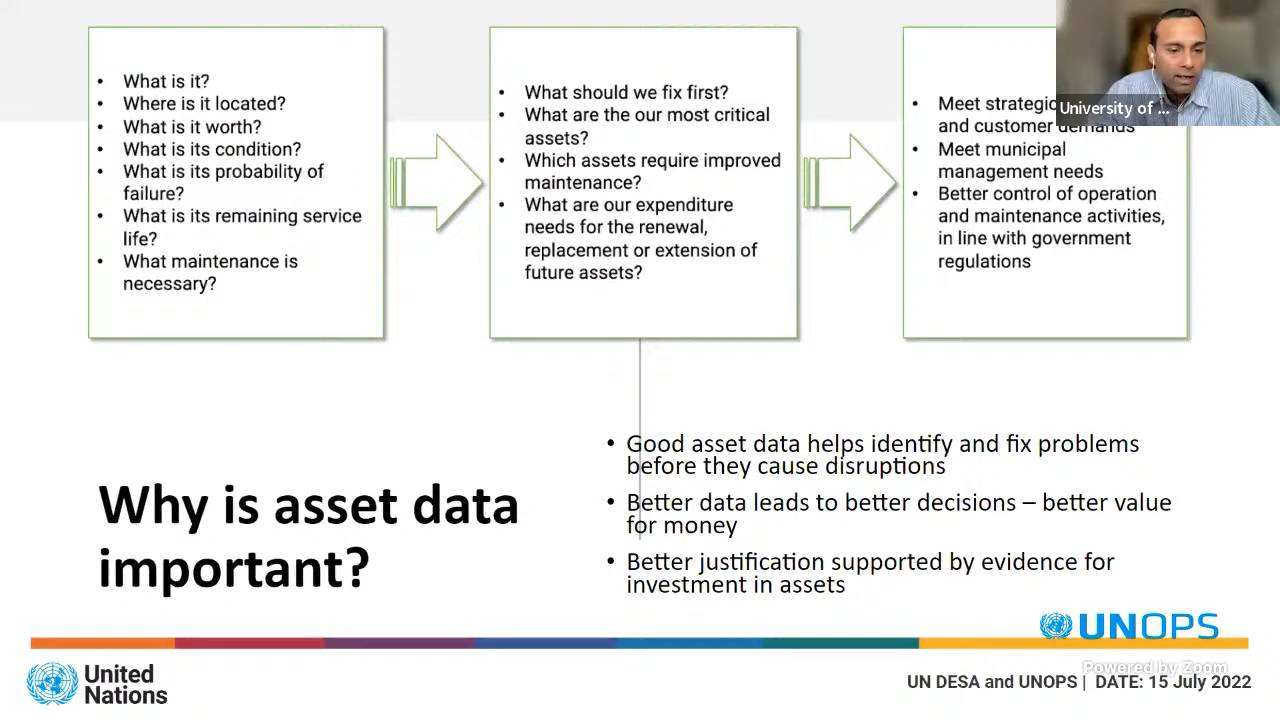 • What is it?
• Where is it located?
• What is it worth?
• What is its condition?
• What is its probability of
failure?
• What is its remaining service
life?
• What maintenance is
necessary?
• What should we fix first?
• What are the our most critical
assets?
• Which assets require improved
maintenance?
• What are our expenditure
needs for the renewal,
replacement or extension of
future assets?
• Meet strategic
and customer demands
• Meet municipal
management needs
• Better control of operation
and maintenance activities,
in line with government
regulations
University of ...
Why is asset data
important?
• Good asset data helps identify and fix problems
before they cause disruptions
• Better data leads to better decisions – better value
for money
• Better justification supported by evidence for
investment in assets
UNOPS
Powered by Zoom
United
Nations
UN DESA and UNOPS | DATE: 15 July 2022